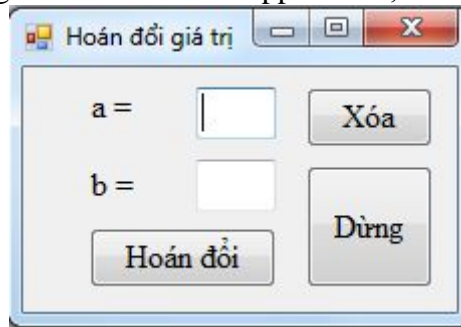 Hoán đổi giá trị
a =
Xóa
b =
Dừng
Hoán đổi